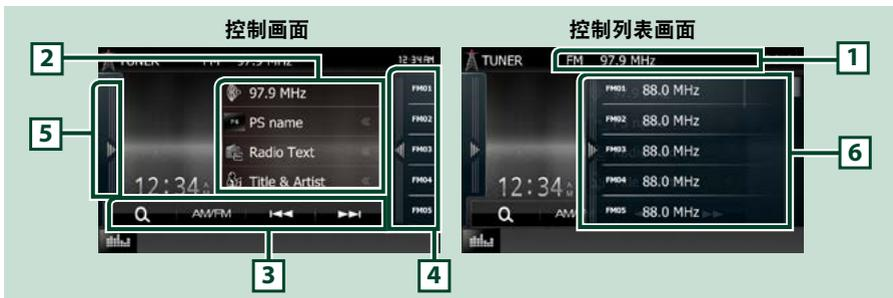 控制画面
控制列表画面
2
4
5
3
TUNER FM 97.9 MHz 12:34 AM
97.9 MHz
PS name
Radio Text
Title & Artist
FM01
FM02
FM03
FM04
FM05
12:34 AM
AM/FM
1
6
TUNER FM 97.9 MHz
FM01 88.0 MHz
FM02 88.0 MHz
FM03 88.0 MHz
FM04 88.0 MHz
FM05 88.0 MHz
12:34 AM